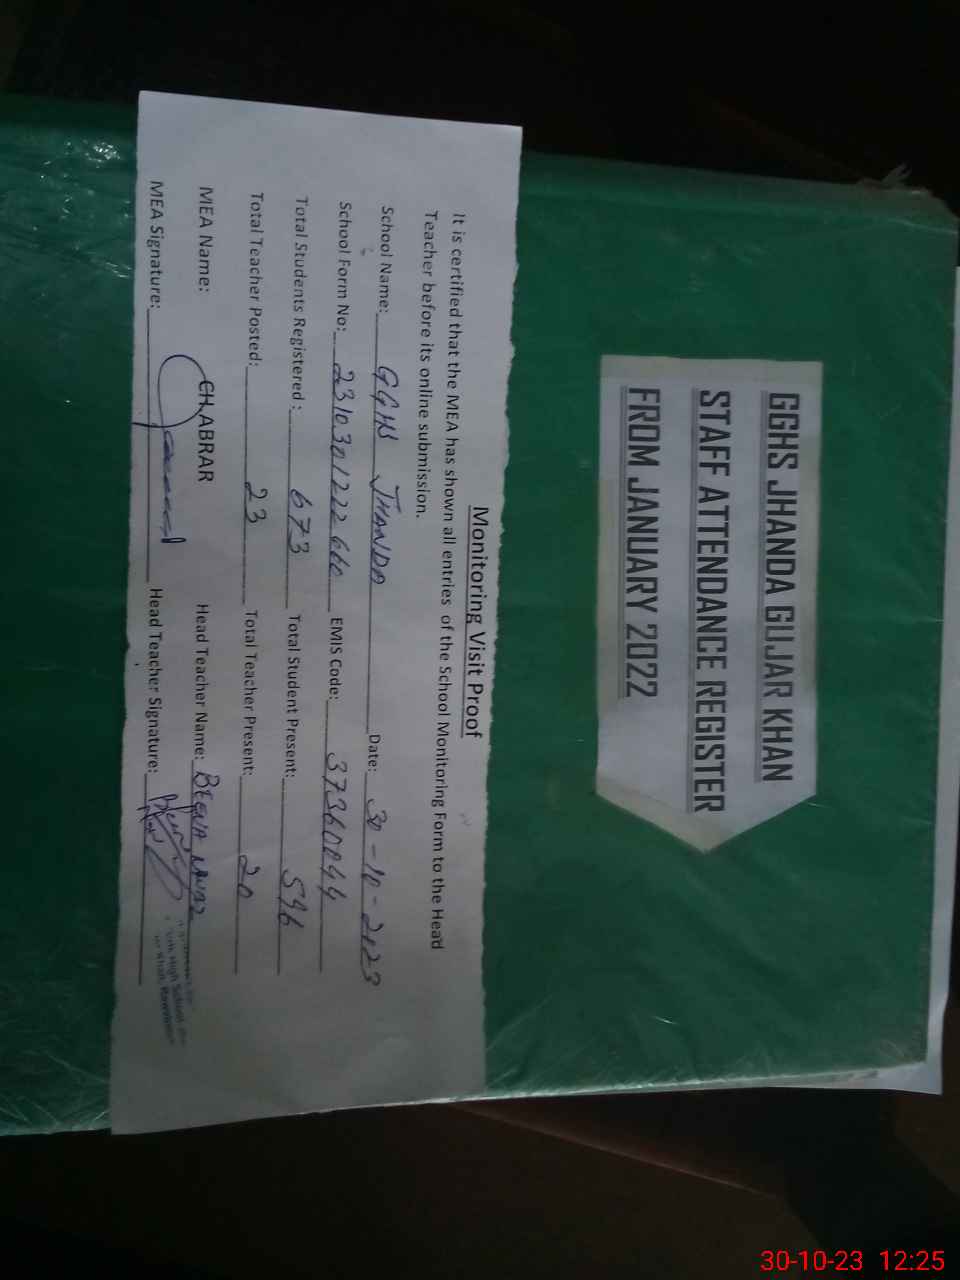 GGHS JHANDA GUJAR KHAN
STAFF ATTENDANCE REGISTER
FROM JANUARY 2022
Monitoring Visit Proof
It is certified that the MEA has shown all entries of the School Monitoring Form to the Head
Teacher before its online submission.
School Name: GGHS JHANDA Date: 30-10-2023
School Form No: 2310301222660 EMIS Code: 37360044
Total Students Registered : 673 Total Student Present: 546
Total Teacher Posted: 23 Total Teacher Present: 20
MEA Name: CH.ABRAR Head Teacher Name:
MEA Signature: Head Teacher Signature:
High School
30-10-23 12:25